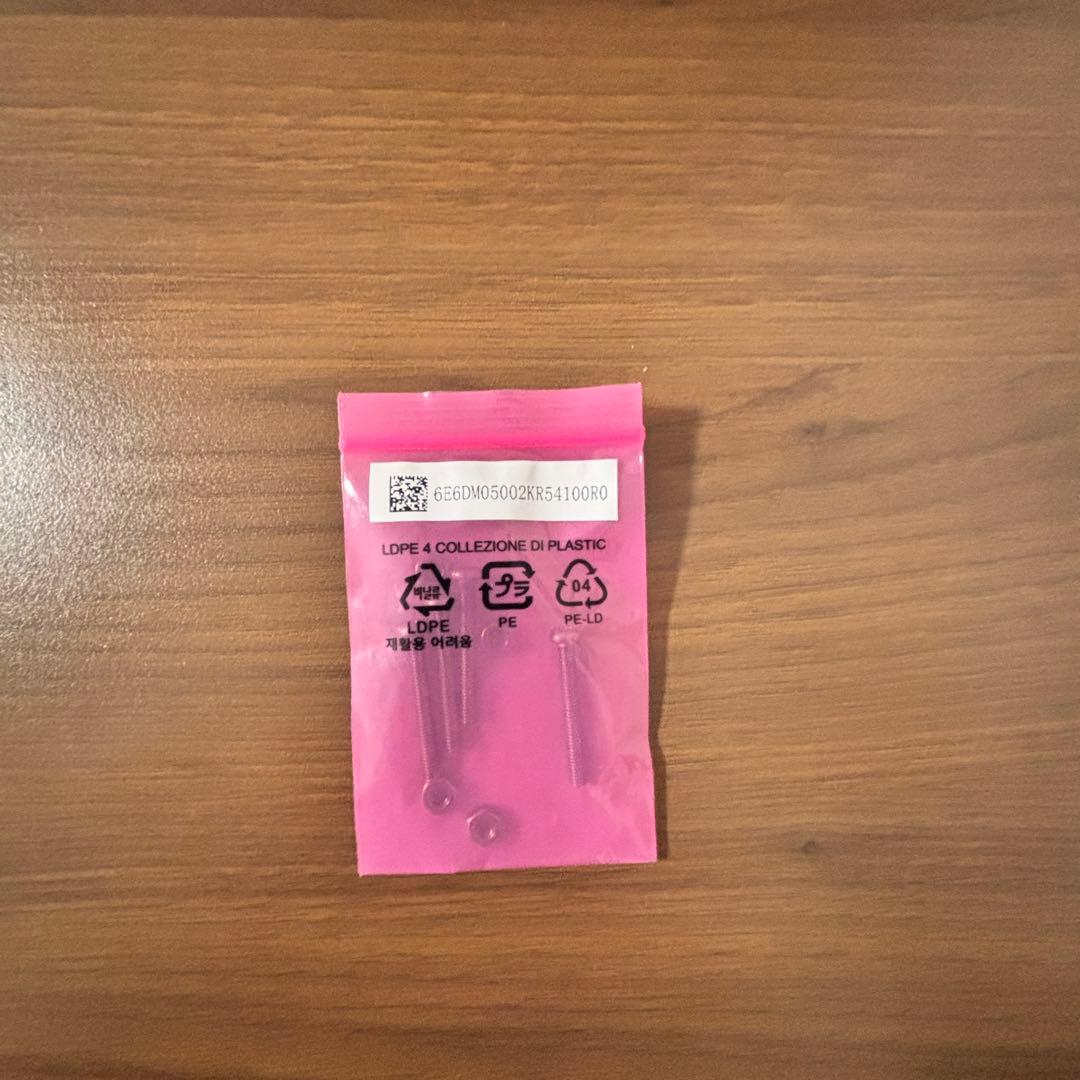 6E6DM05002KR54100R0
LDPE 4 COLLEZIONE DI PLASTIC
비닐류 プラ 04
LDPE PE PE-LD
재활용 어려움